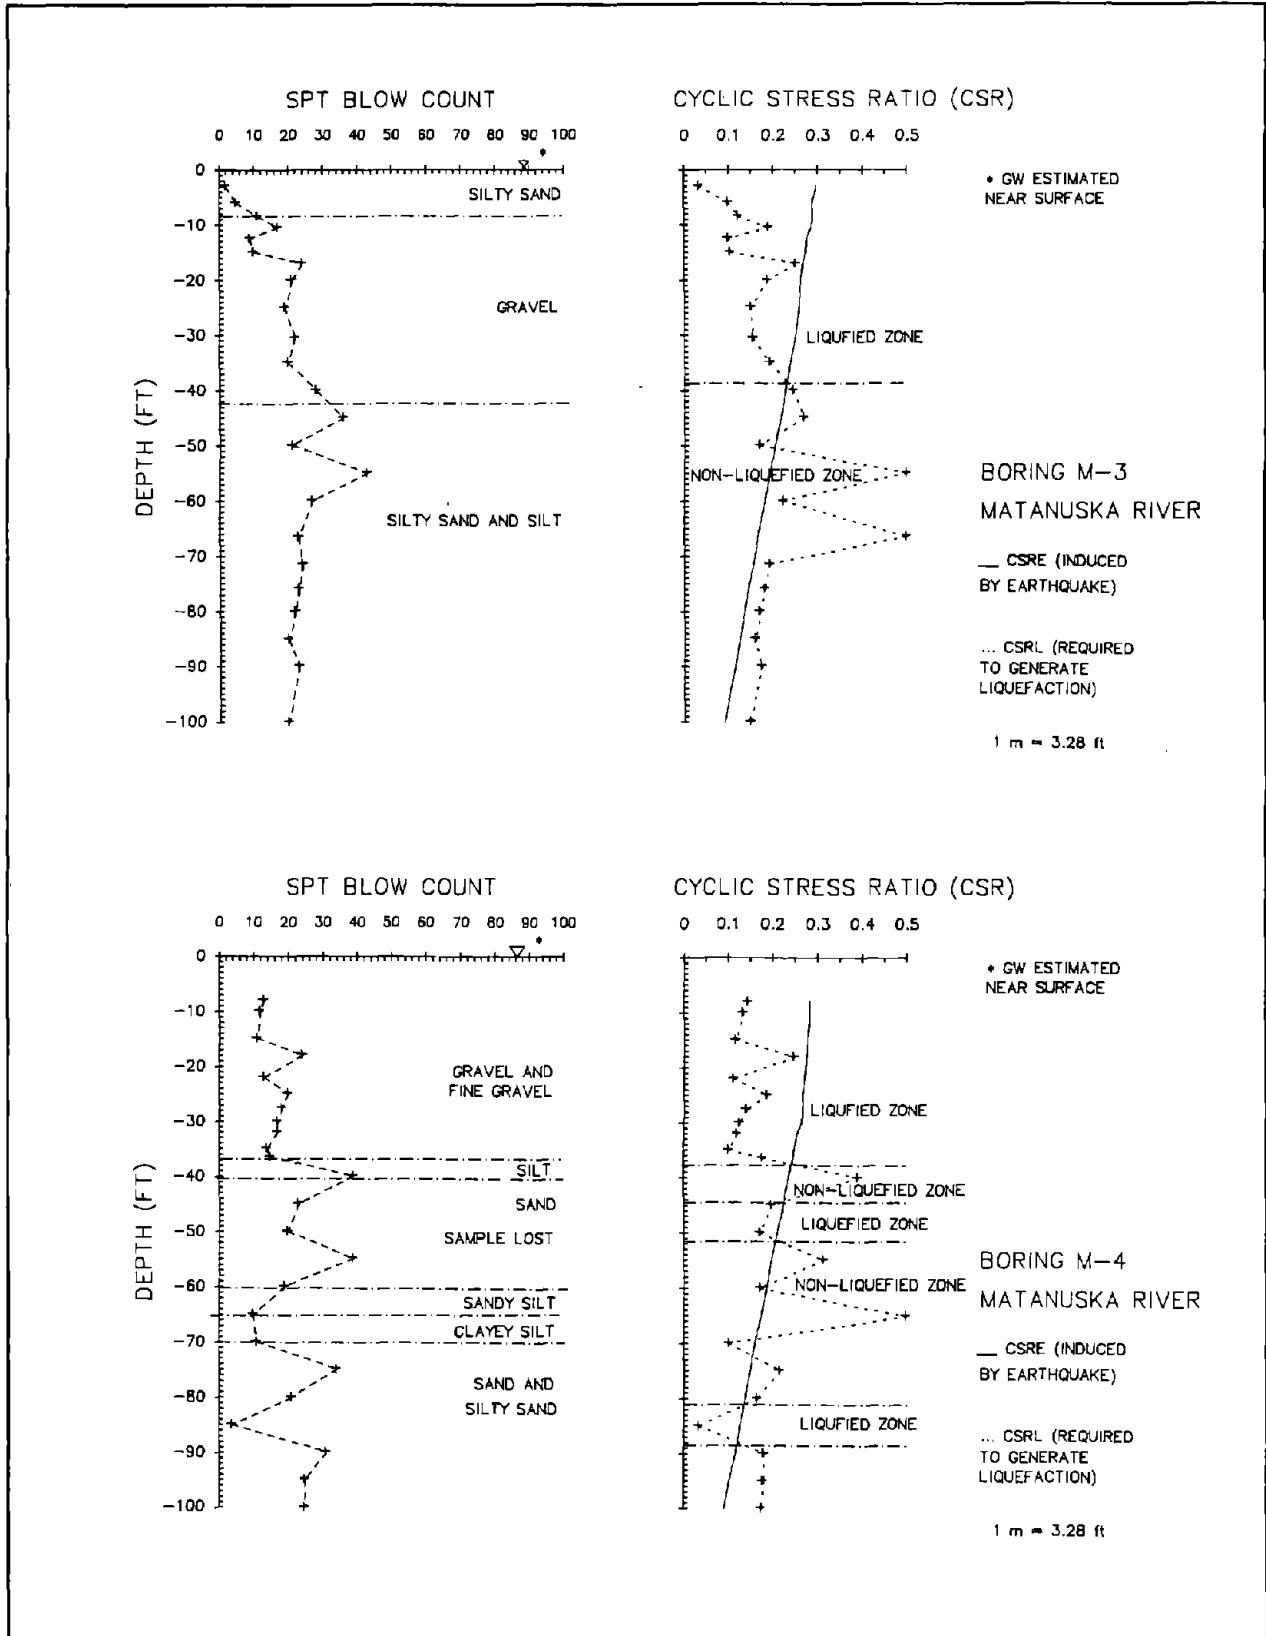 SPT BLOW COUNT
0 10 20 30 40 50 60 70 80 90 100
*
0
-10
-20
-30
-40
-50
-60
-70
-80
-90
-100
DEPTH (FT)
SILTY SAND
GRAVEL
SILTY SAND AND SILT
CYCLIC STRESS RATIO (CSR)
0 0.1 0.2 0.3 0.4 0.5
LIQUFIED ZONE
NON-LIQUEFIED ZONE
* GW ESTIMATED
NEAR SURFACE
BORING M-3
MATANUSKA RIVER
__ CSRE (INDUCED
BY EARTHQUAKE)
... CSRL (REQUIRED
TO GENERATE
LIQUEFACTION)
1 m = 3.28 ft
SPT BLOW COUNT
0 10 20 30 40 50 60 70 80 90 100
*
0
-10
-20
-30
-40
-50
-60
-70
-80
-90
-100
DEPTH (FT)
GRAVEL AND
FINE GRAVEL
SILT
SAND
SAMPLE LOST
SANDY SILT
CLAYEY SILT
SAND AND
SILTY SAND
CYCLIC STRESS RATIO (CSR)
0 0.1 0.2 0.3 0.4 0.5
LIQUFIED ZONE
NON-LIQUEFIED ZONE
LIQUEFIED ZONE
NON-LIQUEFIED ZONE
LIQUFIED ZONE
* GW ESTIMATED
NEAR SURFACE
BORING M-4
MATANUSKA RIVER
__ CSRE (INDUCED
BY EARTHQUAKE)
... CSRL (REQUIRED
TO GENERATE
LIQUEFACTION)
1 m = 3.28 ft